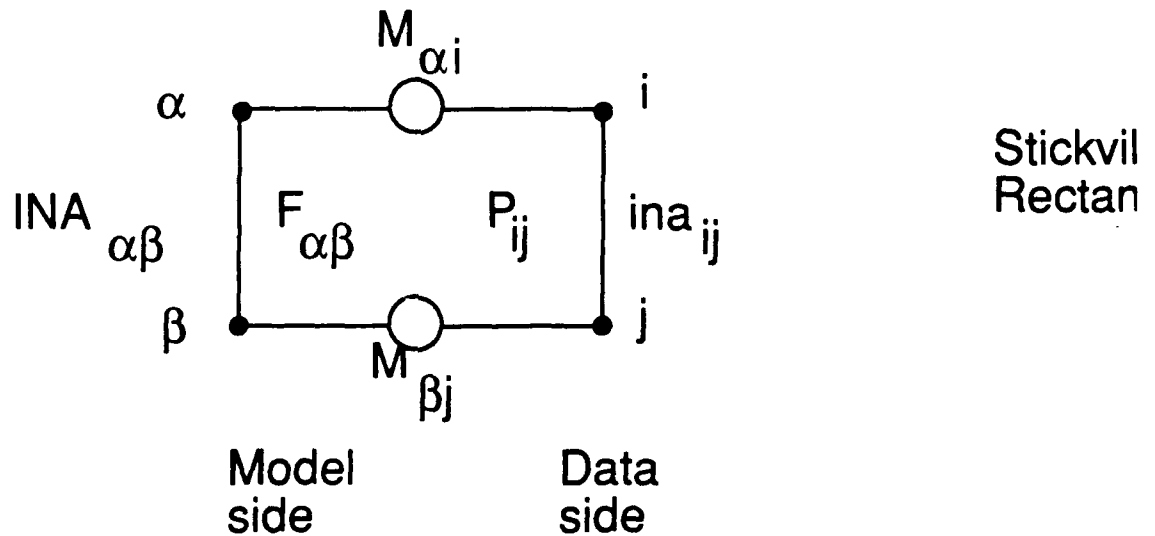 M αi
α
i
Stickvil
Rectan
INA αβ
F αβ
P ij
ina ij
β
j
M βj
Model
side
Data
side